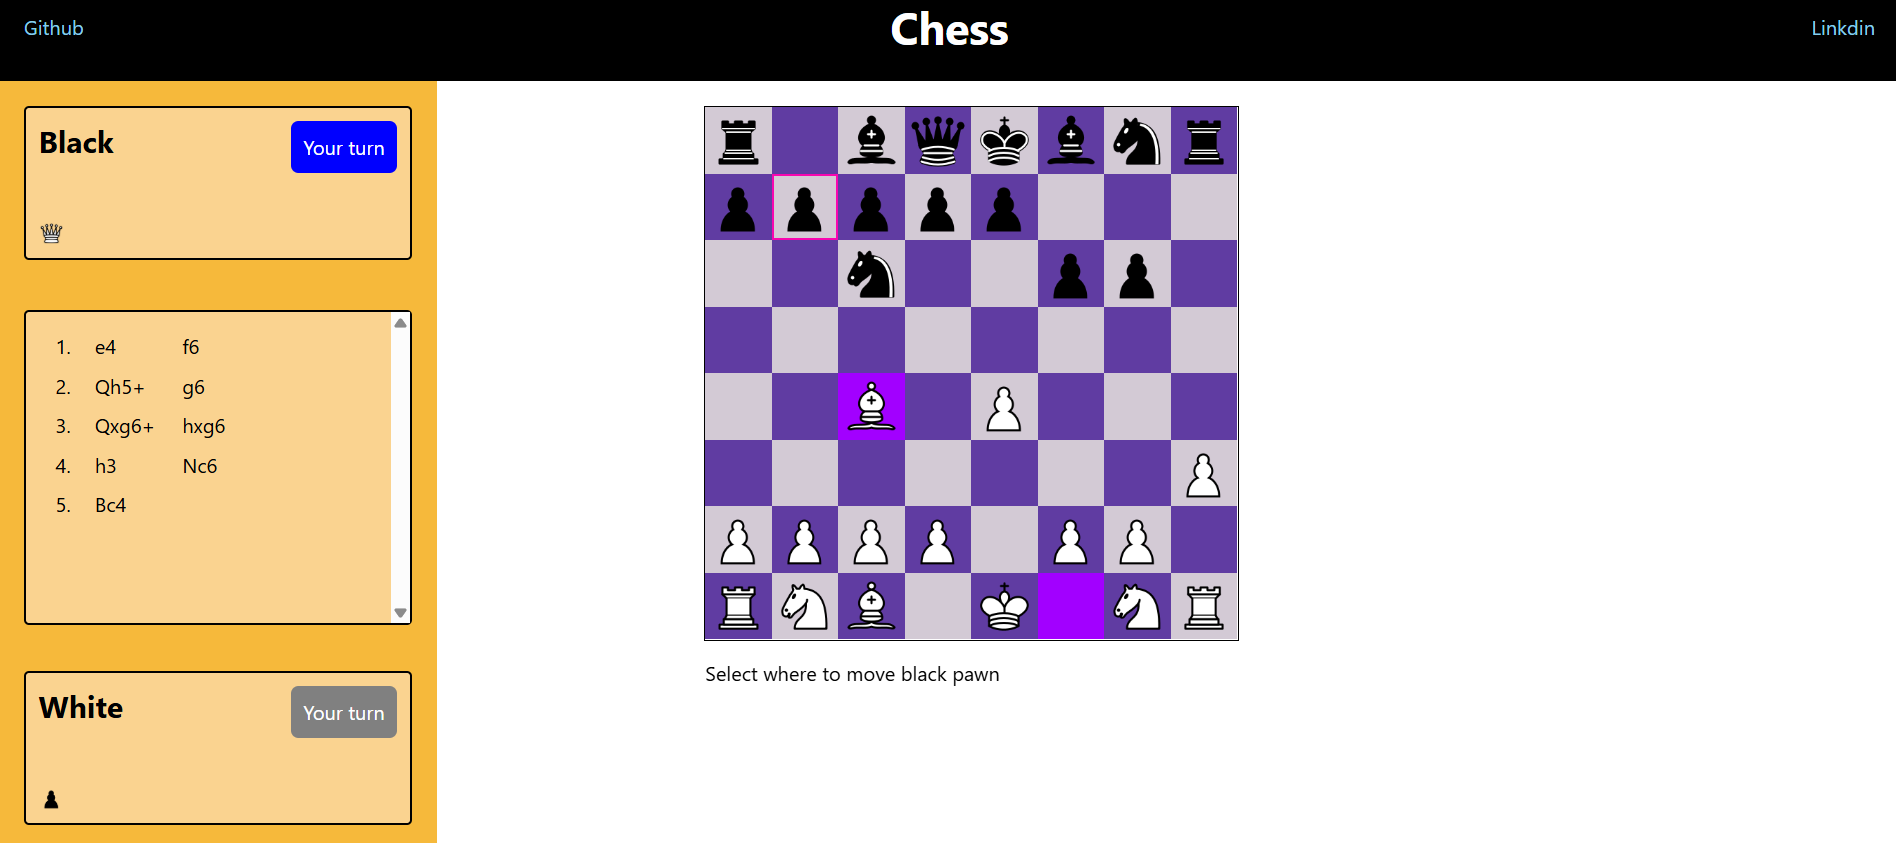 Github
Chess
Linkdin
Black
Your turn
1. e4 f6
2. Qh5+ g6
3. Qxg6+ hxg6
4. h3 Nc6
5. Bc4
White
Your turn
Select where to move black pawn